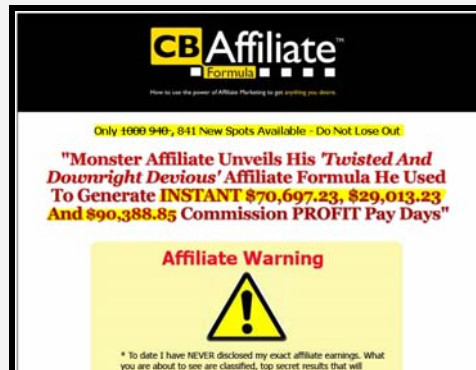 CB Affiliate™
Formula
How to use the power of Affiliate Marketing to get anything you desire.
Only 1000 940, 841 New Spots Available - Do Not Lose Out
"Monster Affiliate Unveils His 'Twisted And
Downright Devious' Affiliate Formula He Used
To Generate INSTANT $70,697.23, $29,013.23
And $90,388.85 Commission PROFIT Pay Days"
Affiliate Warning
!
* To date I have NEVER disclosed my exact affiliate earnings. What
you are about to see are classified, top secret results that will